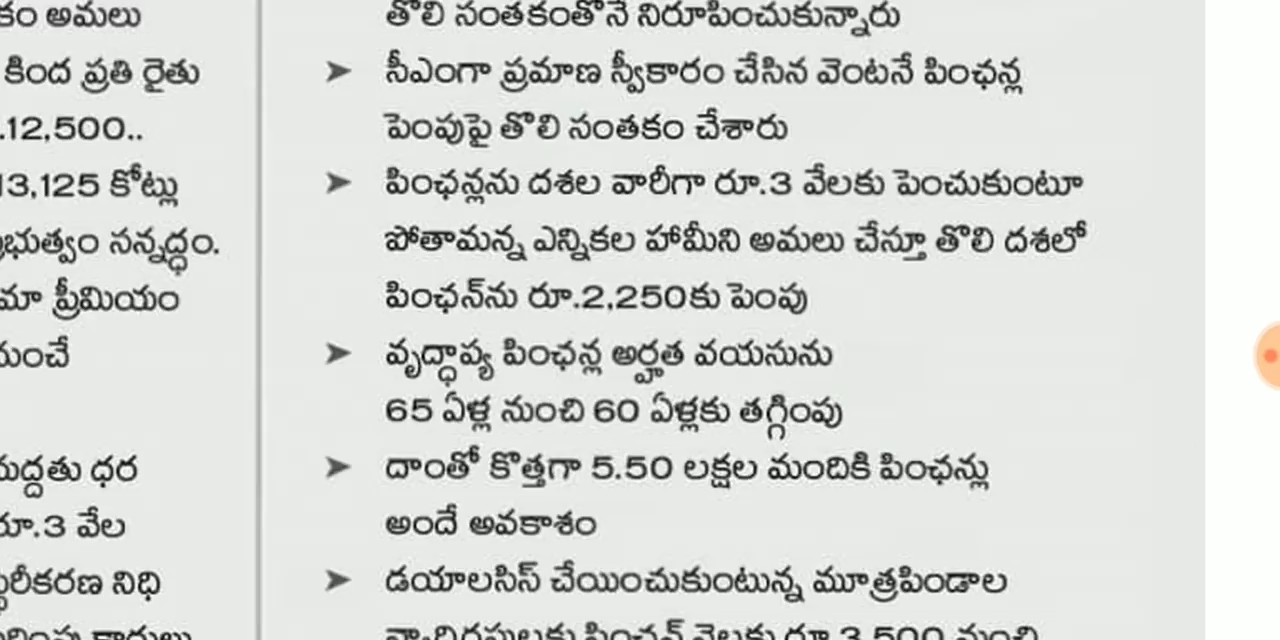 కం అమలు
కింద ప్రతి రైతు
.12,500..
13,125 కోట్లు
సన్నద్ధం.
ప్రీమియం
నుంచే
మద్దతు ధర
రూ.3 వేల
నిధి
తొలి సంతకంతోనే నిరూపించుకున్నారు
➤ సీఎంగా ప్రమాణ స్వీకారం చేసిన వెంటనే పింఛన్ల
పెంపుపై తొలి సంతకం చేశారు
➤ పింఛన్లను దశల వారీగా రూ.3 వేలకు పెంచుకుంటూ
పోతామన్న ఎన్నికల హామీని అమలు చేస్తూ తొలి దశలో
పింఛన్‌ను రూ.2,250కు పెంపు
➤ వృద్ధాప్య పింఛన్ల అర్హత వయసును
65 ఏళ్ల నుంచి 60 ఏళ్లకు తగ్గింపు
➤ దాంతో కొత్తగా 5.50 లక్షల మందికి పింఛన్లు
అందే అవకాశం
➤ డయాలసిస్ చేయించుకుంటున్న మూత్రపిండాల